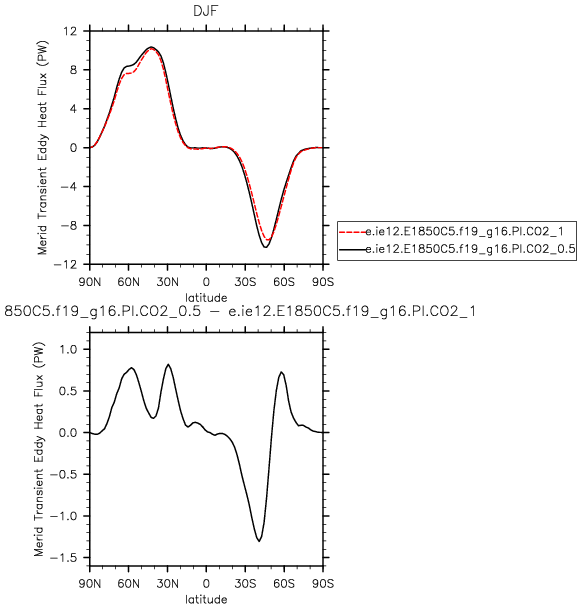 DJF
Merid Transient Eddy Heat Flux (PW)
12
8
4
0
−4
−8
−12
90N 60N 30N 0 30S 60S 90S
latitude
e.ie12.E1850C5.f19_g16.PI.CO2_1
e.ie12.E1850C5.f19_g16.PI.CO2_0.5
850C5.f19_g16.PI.CO2_0.5 − e.ie12.E1850C5.f19_g16.PI.CO2_1
Merid Transient Eddy Heat Flux (PW)
1.0
0.5
0.0
−0.5
−1.0
−1.5
90N 60N 30N 0 30S 60S 90S
latitude